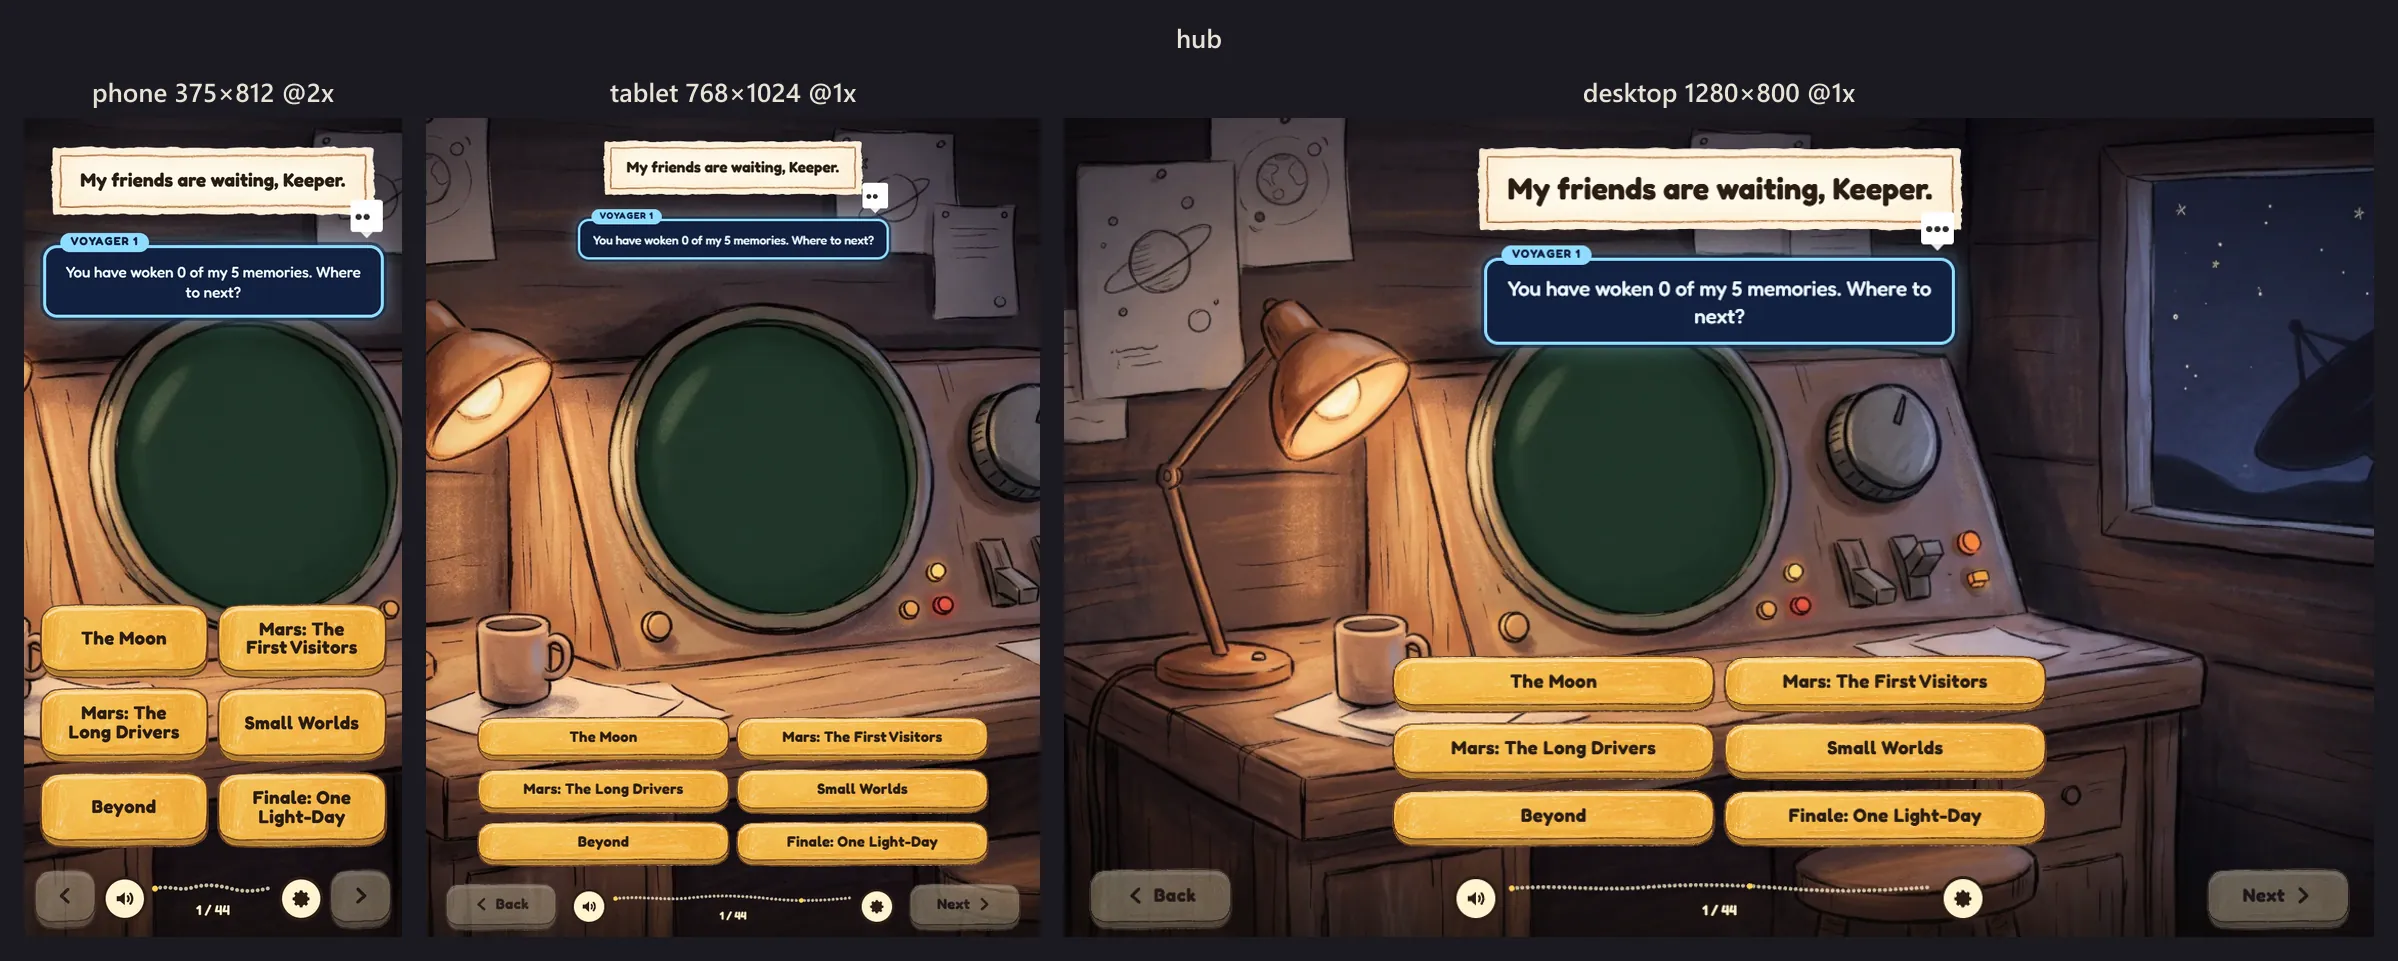 hub
phone 375×812 @2x
My friends are waiting, Keeper.
VOYAGER 1
You have woken 0 of my 5 memories. Where
to next?
The Moon
Mars: The
First Visitors
Mars: The
Long Drivers
Small Worlds
Beyond
Finale: One
Light-Day
1 / 44
tablet 768×1024 @1x
My friends are waiting, Keeper.
VOYAGER 1
You have woken 0 of my 5 memories. Where to next?
The Moon
Mars: The First Visitors
Mars: The Long Drivers
Small Worlds
Beyond
Finale: One Light-Day
Back
1 / 44
Next
desktop 1280×800 @1x
My friends are waiting, Keeper.
VOYAGER 1
You have woken 0 of my 5 memories. Where to
next?
The Moon
Mars: The First Visitors
Mars: The Long Drivers
Small Worlds
Beyond
Finale: One Light-Day
Back
1 / 44
Next